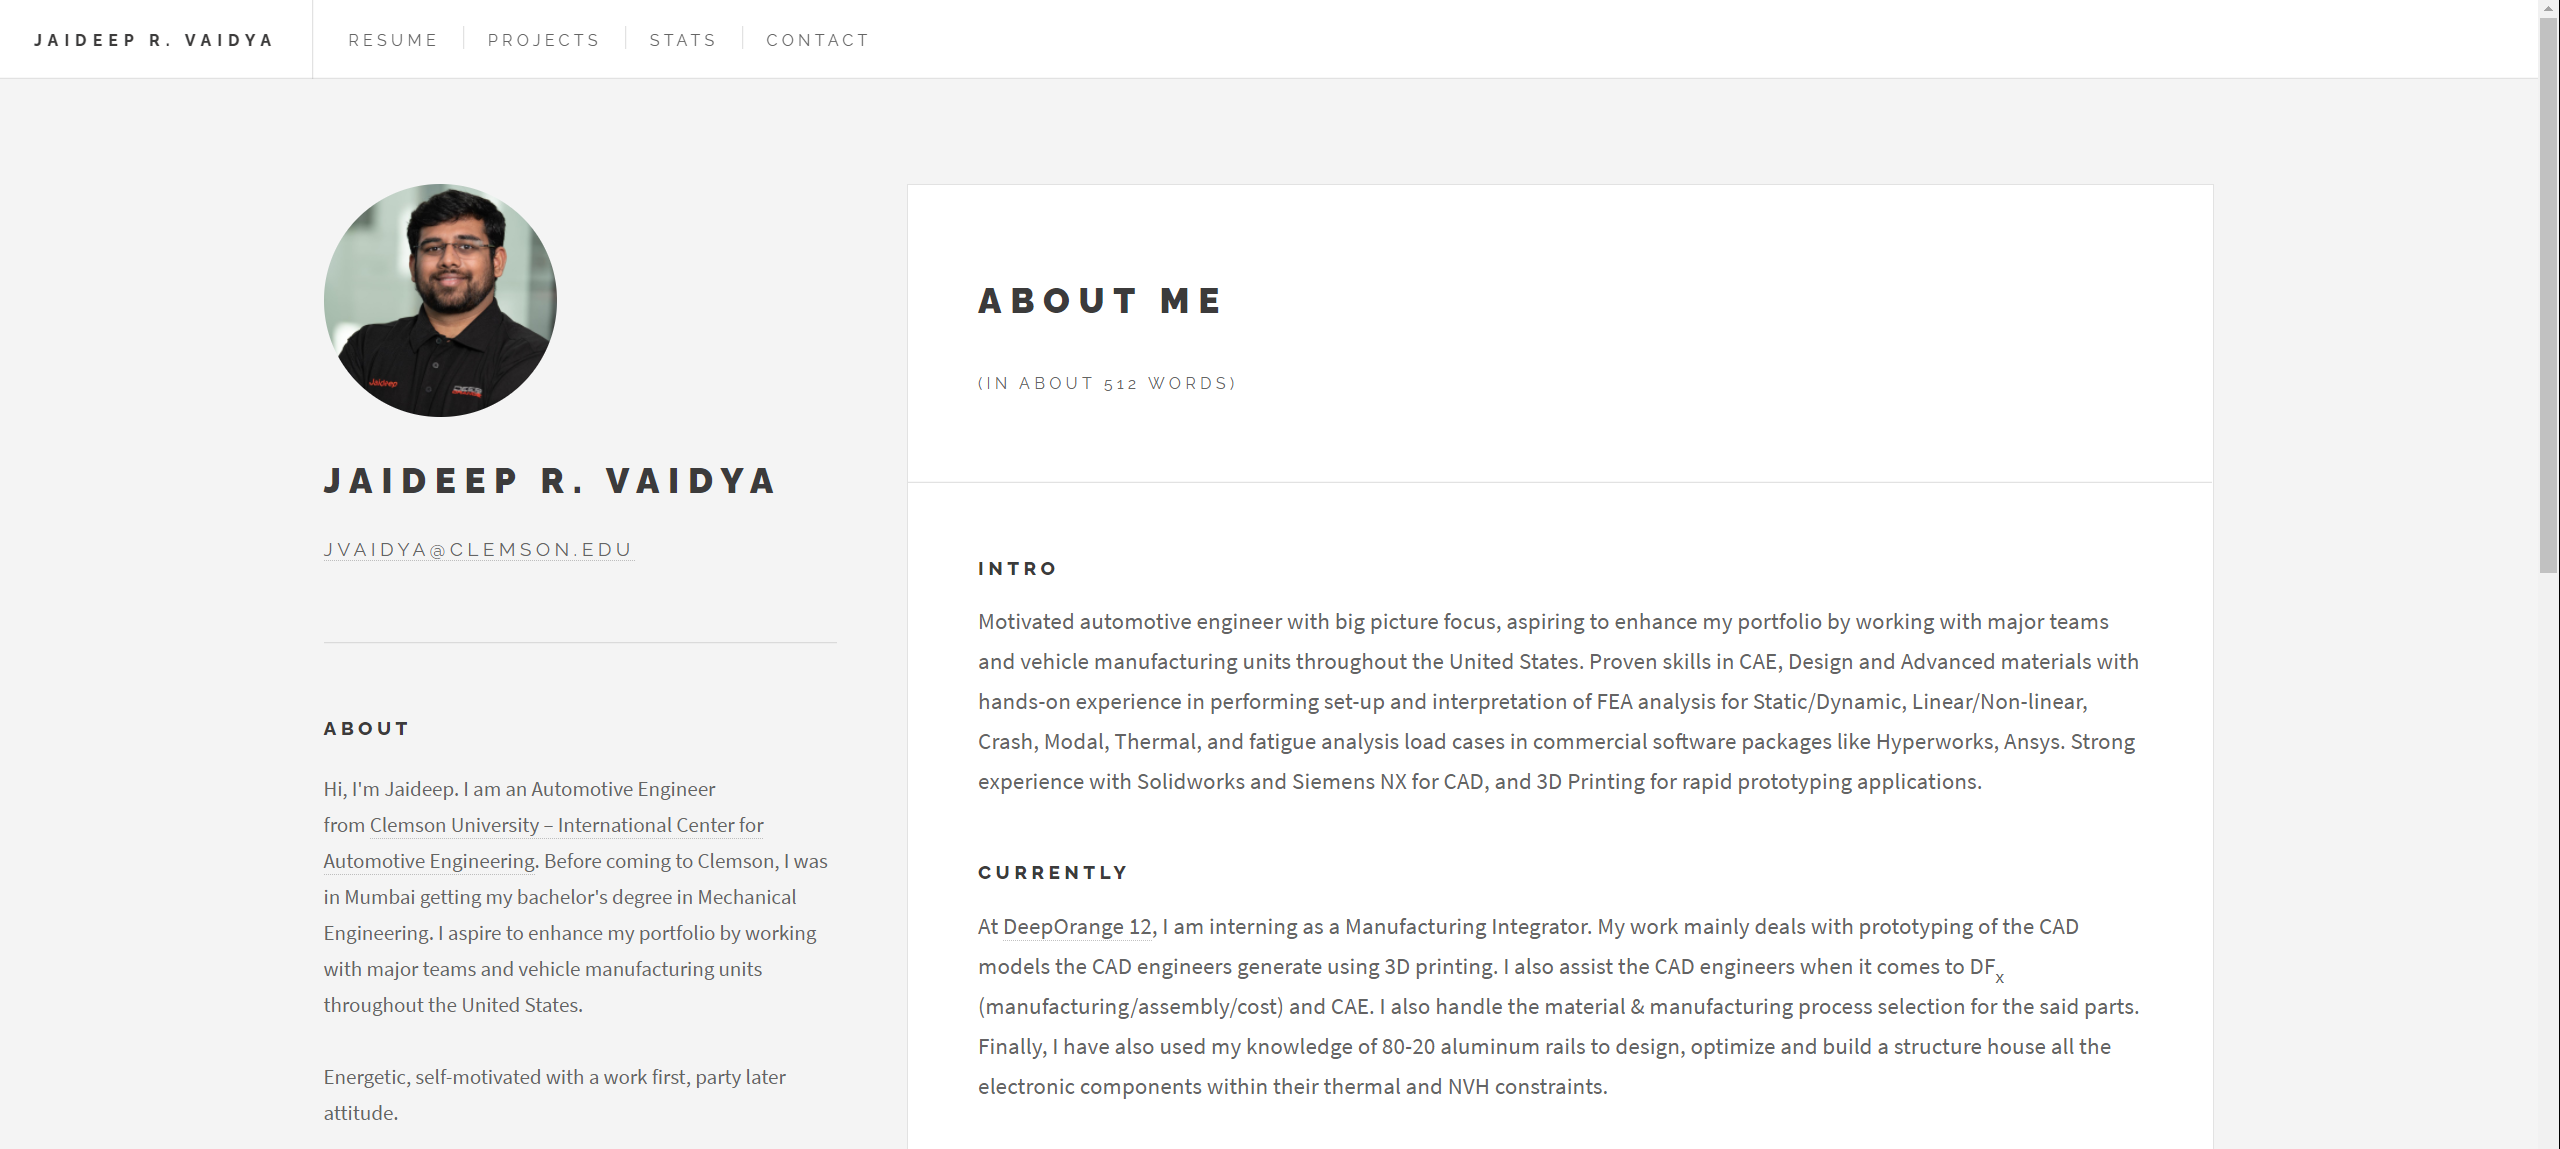 JAIDEEP R. VAIDYA
RESUME
PROJECTS
STATS
CONTACT
Jaideep
JAIDEEP R. VAIDYA
JVAIDYA@CLEMSON.EDU
ABOUT
Hi, I'm Jaideep. I am an Automotive Engineer
from Clemson University – International Center for
Automotive Engineering. Before coming to Clemson, I was
in Mumbai getting my bachelor's degree in Mechanical
Engineering. I aspire to enhance my portfolio by working
with major teams and vehicle manufacturing units
throughout the United States.
Energetic, self-motivated with a work first, party later
attitude.
ABOUT ME
(IN ABOUT 512 WORDS)
INTRO
Motivated automotive engineer with big picture focus, aspiring to enhance my portfolio by working with major teams
and vehicle manufacturing units throughout the United States. Proven skills in CAE, Design and Advanced materials with
hands-on experience in performing set-up and interpretation of FEA analysis for Static/Dynamic, Linear/Non-linear,
Crash, Modal, Thermal, and fatigue analysis load cases in commercial software packages like Hyperworks, Ansys. Strong
experience with Solidworks and Siemens NX for CAD, and 3D Printing for rapid prototyping applications.
CURRENTLY
At DeepOrange 12, I am interning as a Manufacturing Integrator. My work mainly deals with prototyping of the CAD
models the CAD engineers generate using 3D printing. I also assist the CAD engineers when it comes to DFx
(manufacturing/assembly/cost) and CAE. I also handle the material & manufacturing process selection for the said parts.
Finally, I have also used my knowledge of 80-20 aluminum rails to design, optimize and build a structure house all the
electronic components within their thermal and NVH constraints.